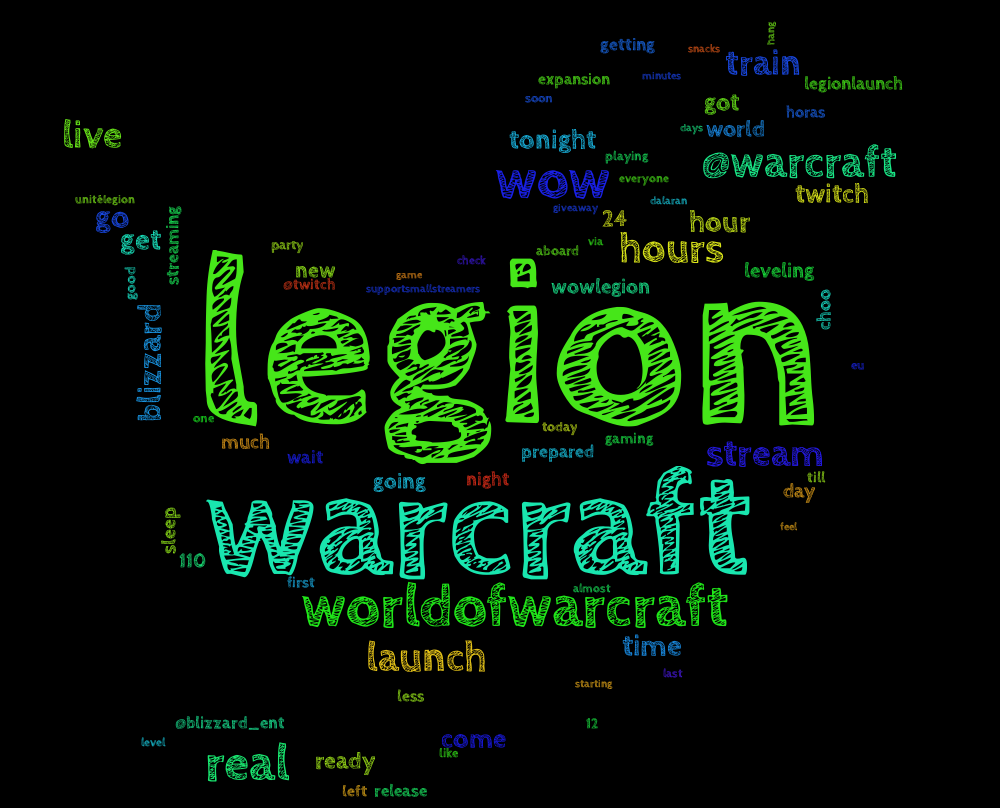 hang
getting
snacks
train
expansion
minutes
legionlaunch
soon
got
horas
live
tonight
days
world
playing
@warcraft
wow
everyone
twitch
unitélegion
giveaway
dalaran
go
streaming
24
hour
get
party
via
hours
aboard
check
new
leveling
good
@twitch
game
supportsmallstreamers
wowlegion
choo
blizzard
legion
eu
one
today
much
gaming
wait
prepared
stream
till
going
night
day
sleep
warcraft
feel
110
first
almost
worldofwarcraft
launch
time
last
starting
less
@blizzard_ent
12
level
come
real
ready
like
left
release